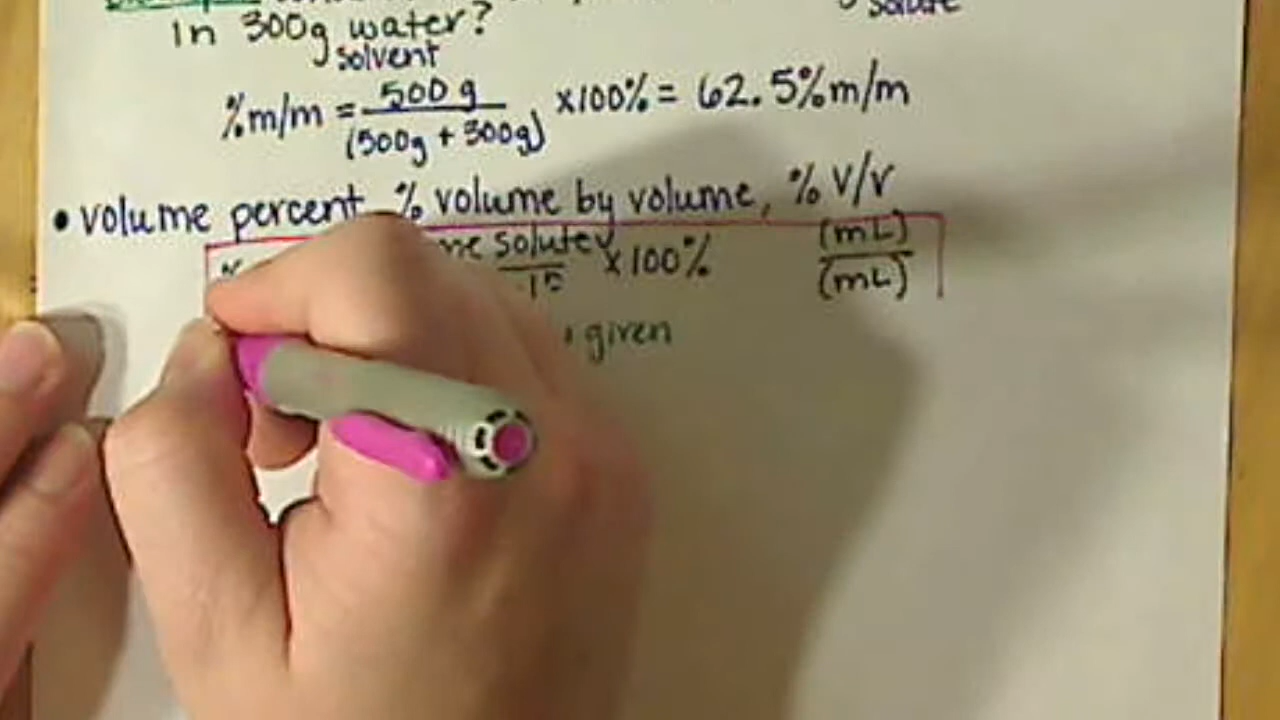 solute
in 300g water?
solvent
%m/m = 500 g / (500g + 300g) x100% = 62.5%m/m
• volume percent, % volume by volume, % v/v
solute x100% (mL) / (mL)
given